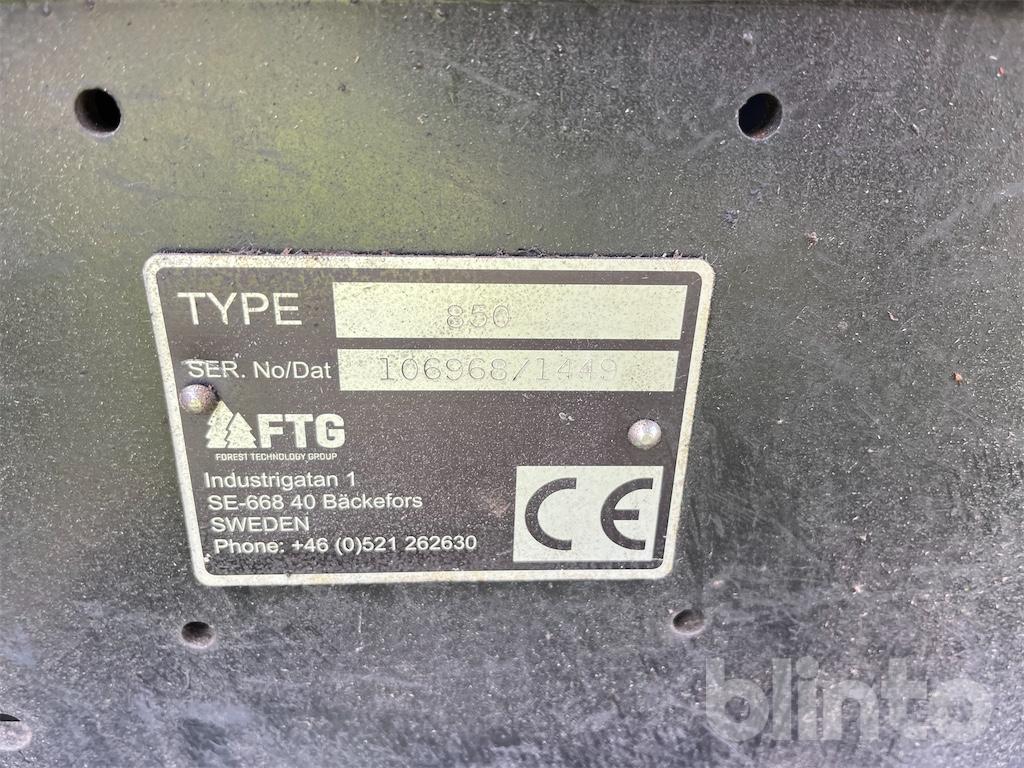 TYPE 850
SER. No/Dat 106968/1449
FTG
FOREST TECHNOLOGY GROUP
Industrigatan 1
SE-668 40 Bäckefors
SWEDEN
Phone: +46 (0)521 262630
CE
blinto